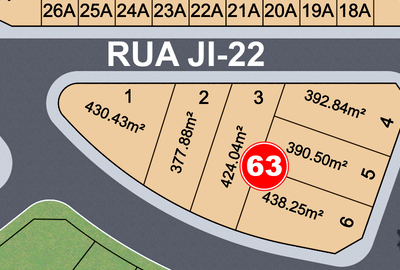 26A 25A 24A 23A 22A 21A 20A 19A 18A
RUA JI-22
1 2 3
430.43m²
377.88m²
424.04m²
392.84m²
4
390.50m²
5
438.25m²
6
63